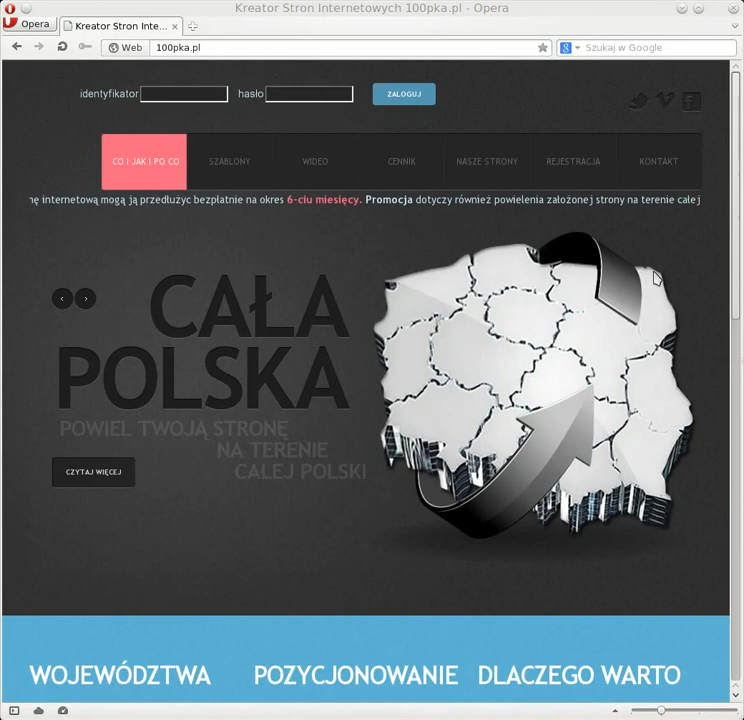 Kreator Stron Internetowych 100pka.pl - Opera
Opera
Kreator Stron Inte...
Web
100pka.pl
Szukaj w Google
identyfikator
hasło
ZALOGUJ
CO I JAK I PO CO
SZABLONY
WIDEO
CENNIK
NASZE STRONY
REJESTRACJA
KONTAKT
internetową mogą ją przedłużyc bezpłatnie na okres 6-ciu miesięcy. Promocja dotyczy również powielenia założonej strony na terenie calej
CAŁA
POLSKA
POWIEL TWOJĄ STRONĘ
NA TERENIE
CALEJ POLSKI
CZYTAJ WIĘCEJ
WOJEWÓDZTWA
POZYCJONOWANIE
DLACZEGO WARTO